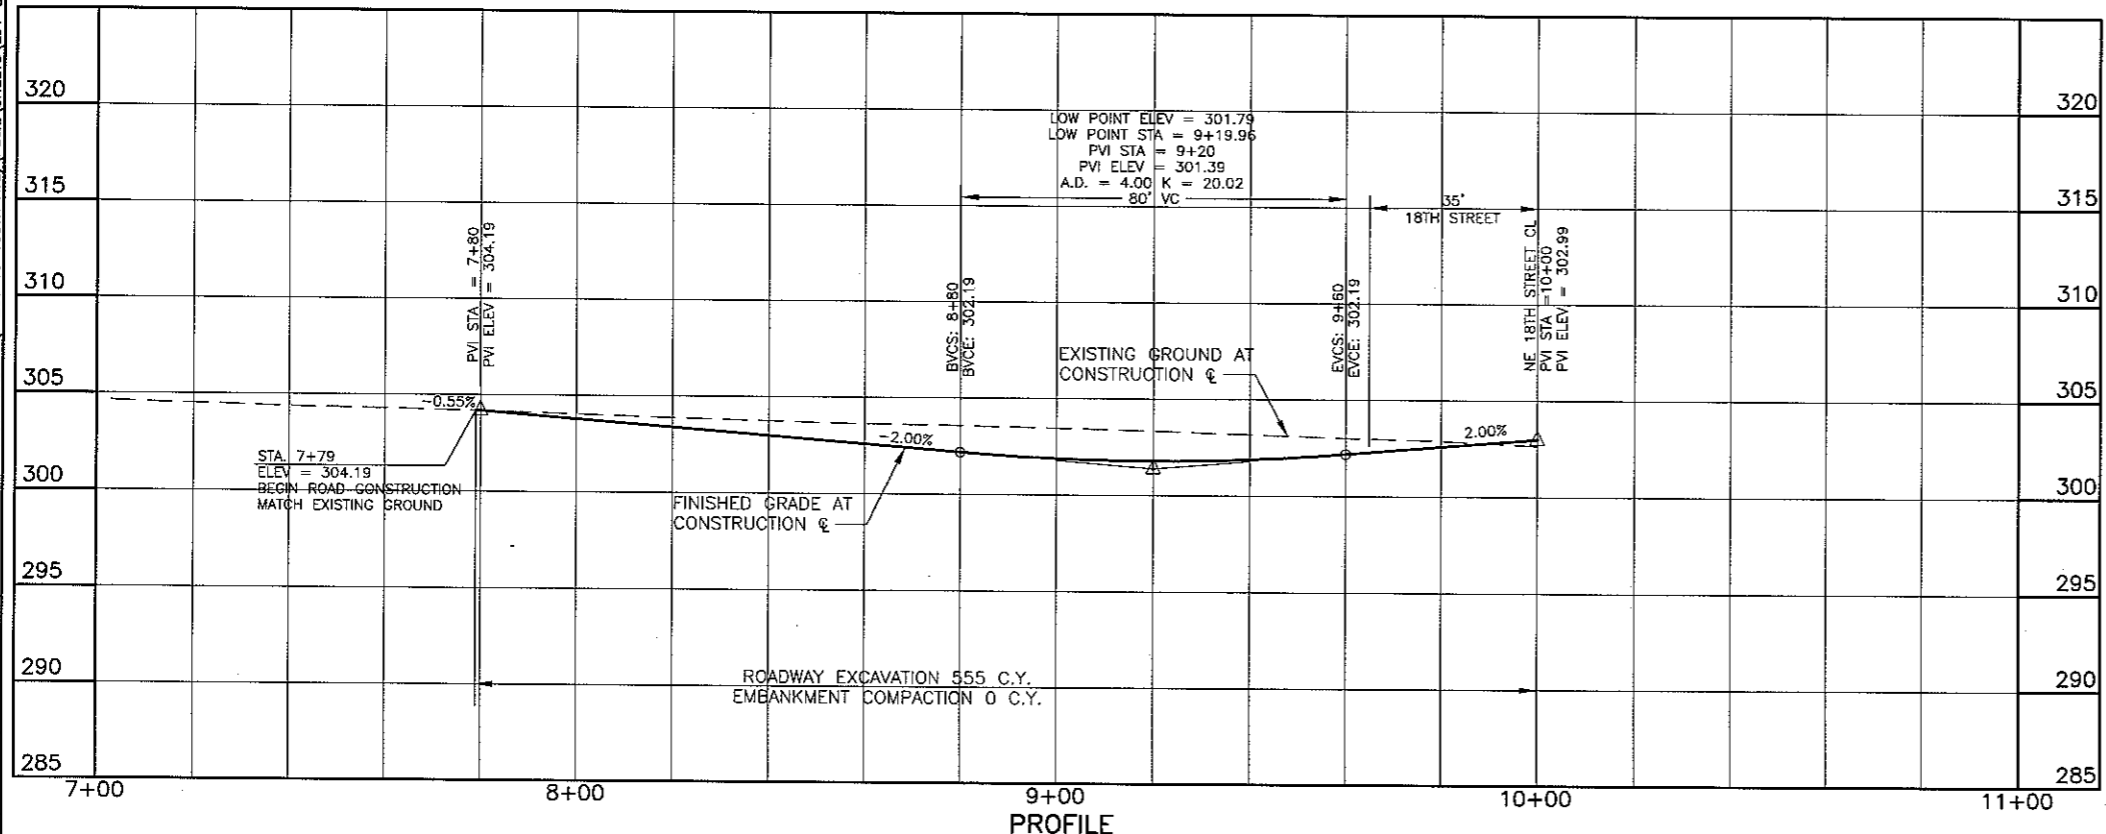 320
315
310
305
300
295
290
285
LOW POINT ELEV = 301.79
LOW POINT STA = 9+19.96
PVI STA = 9+20
PVI ELEV = 301.39
A.D. = 4.00 K = 20.02
80' VC
35'
18TH STREET
PVI STA = 7+80
PVI ELEV = 304.19
BVCS: 8+80
BVCE: 302.19
EVCS: 9+60
EVCE: 302.19
NE 18TH STREET CL
PVI STA =10+00
PVI ELEV = 302.99
EXISTING GROUND AT
CONSTRUCTION ℄
-0.55%
-2.00%
2.00%
STA. 7+79
ELEV = 304.19
BEGIN ROAD CONSTRUCTION
MATCH EXISTING GROUND
FINISHED GRADE AT
CONSTRUCTION ℄
ROADWAY EXCAVATION 555 C.Y.
EMBANKMENT COMPACTION 0 C.Y.
320
315
310
305
300
295
290
285
7+00
8+00
9+00
10+00
11+00
PROFILE